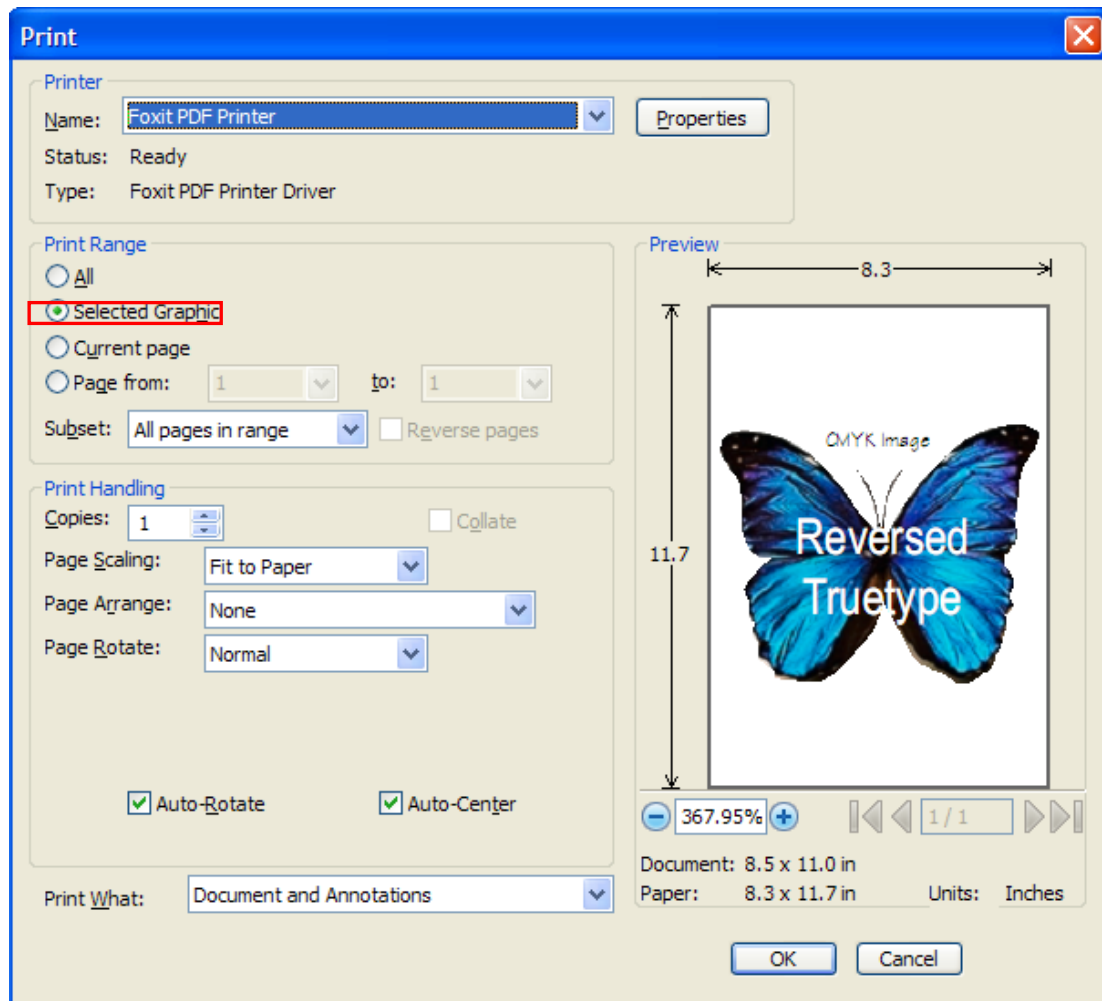 Print
Printer
Name: Foxit PDF Printer Properties
Status: Ready
Type: Foxit PDF Printer Driver
Print Range
All
Selected Graphic
Current page
Page from: 1 to: 1
Subset: All pages in range Reverse pages
Print Handling
Copies: 1 Collate
Page Scaling: Fit to Paper
Page Arrange: None
Page Rotate: Normal
Auto-Rotate Auto-Center
Print What: Document and Annotations
Preview
8.3
11.7
CMYK Image
Reversed
Truetype
367.95% 1 / 1
Document: 8.5 x 11.0 in
Paper: 8.3 x 11.7 in Units: Inches
OK Cancel